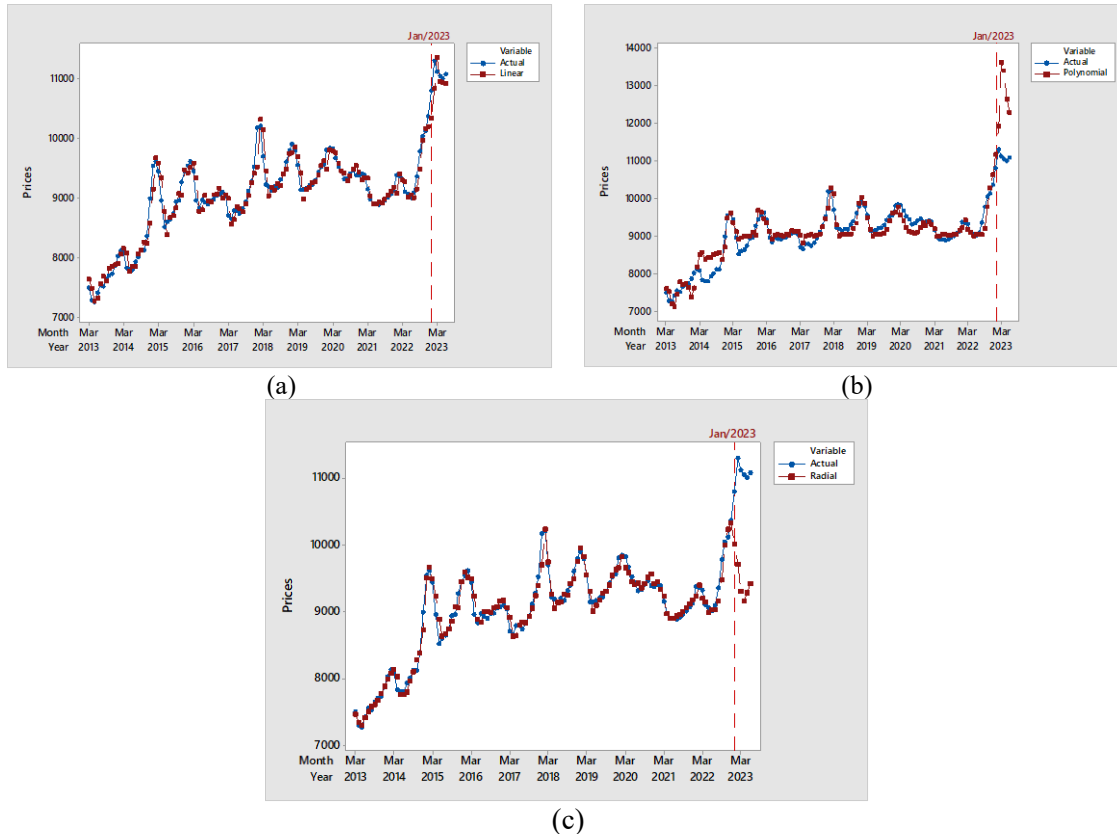 Jan/2023
Variable
Actual
Linear
11000
10000
9000
8000
7000
Prices
Month Mar Mar Mar Mar Mar Mar Mar Mar Mar Mar Mar
Year 2013 2014 2015 2016 2017 2018 2019 2020 2021 2022 2023
(a)
Jan/2023
Variable
Actual
Polynomial
14000
13000
12000
11000
10000
9000
8000
7000
Prices
Month Mar Mar Mar Mar Mar Mar Mar Mar Mar Mar Mar
Year 2013 2014 2015 2016 2017 2018 2019 2020 2021 2022 2023
(b)
Jan/2023
Variable
Actual
Radial
11000
10000
9000
8000
7000
Prices
Month Mar Mar Mar Mar Mar Mar Mar Mar Mar Mar Mar
Year 2013 2014 2015 2016 2017 2018 2019 2020 2021 2022 2023
(c)